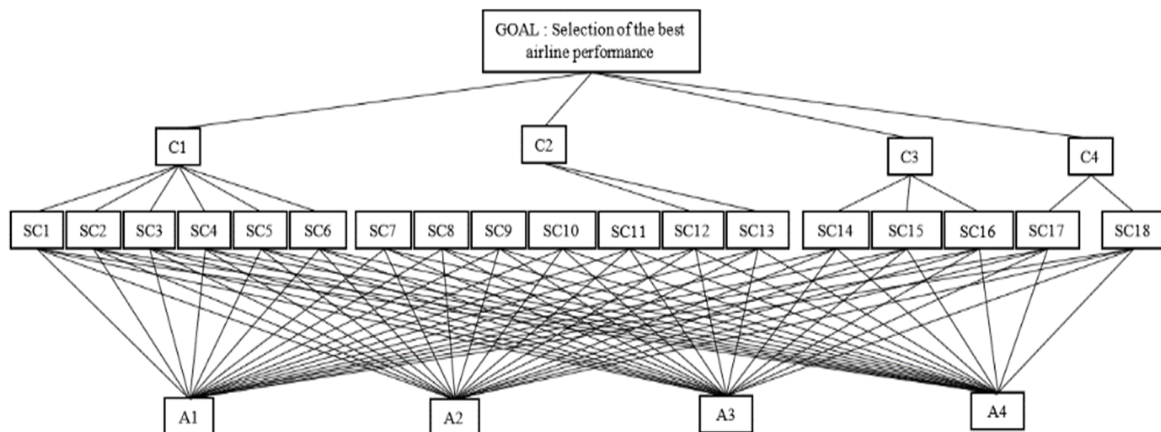 GOAL : Selection of the best
airline performance
C1
C2
C3
C4
SC1
SC2
SC3
SC4
SC5
SC6
SC7
SC8
SC9
SC10
SC11
SC12
SC13
SC14
SC15
SC16
SC17
SC18
A1
A2
A3
A4